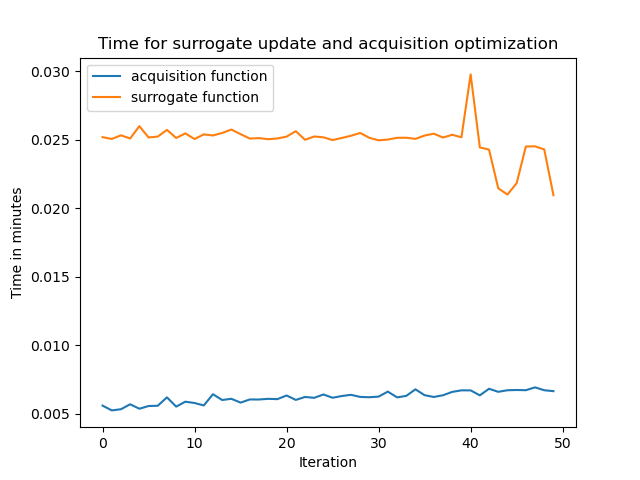 Time for surrogate update and acquisition optimization
acquisition function
surrogate function
0.030
0.025
0.020
0.015
0.010
0.005
Time in minutes
0 10 20 30 40 50
Iteration